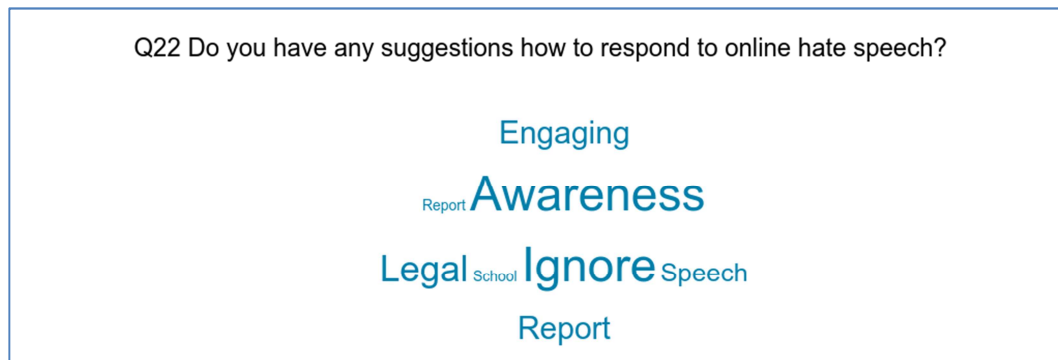 Q22 Do you have any suggestions how to respond to online hate speech?
Engaging
Report Awareness
Legal School Ignore Speech
Report